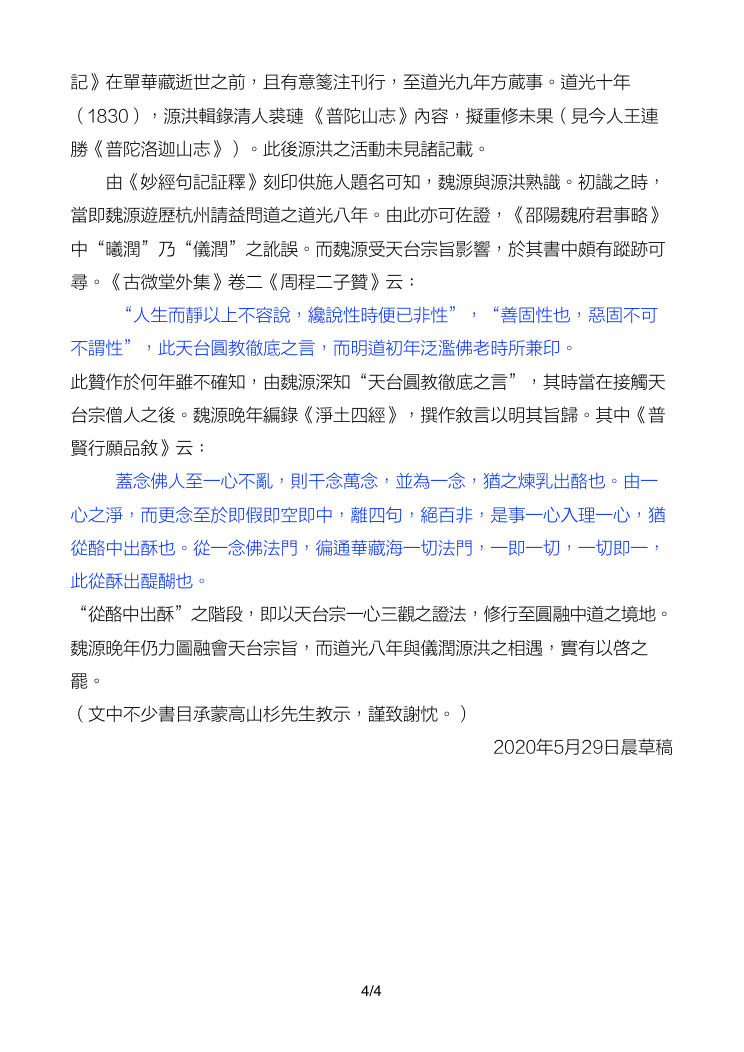 記》在單華藏逝世之前，且有意箋注刊行，至道光九年方蕆事。道光十年
（1830），源洪輯錄清人裘璉《普陀山志》內容，擬重修未果（見今人王連
勝《普陀洛迦山志》）。此後源洪之活動未見諸記載。
由《妙經句記証釋》刻印供施人題名可知，魏源與源洪熟識。初識之時，
當即魏源遊歷杭州請益問道之道光八年。由此亦可佐證，《邵陽魏府君事略》
中“曦潤”乃“儀潤”之訛誤。而魏源受天台宗旨影響，於其書中頗有蹤跡可
尋。《古微堂外集》卷二《周程二子贊》云：
“人生而靜以上不容說，纔說性時便已非性”，“善固性也，惡固不可
不謂性”，此天台圓教徹底之言，而明道初年泛濫佛老時所兼印。
此贊作於何年雖不確知，由魏源深知“天台圓教徹底之言”，其時當在接觸天
台宗僧人之後。魏源晚年編錄《淨土四經》，撰作敘言以明其旨歸。其中《普
賢行願品敘》云：
蓋念佛人至一心不亂，則千念萬念，並為一念，猶之煉乳出酪也。由一
心之淨，而更念至於即假即空即中，離四句，絕百非，是事一心入理一心，猶
從酪中出酥也。從一念佛法門，徧通華藏海一切法門，一即一切，一切即一，
此從酥出醍醐也。
“從酪中出酥”之階段，即以天台宗一心三觀之證法，修行至圓融中道之境地。
魏源晚年仍力圖融會天台宗旨，而道光八年與儀潤源洪之相遇，實有以啓之
罷。
（文中不少書目承蒙高山杉先生教示，謹致謝忱。）
2020年5月29日晨草稿
4/4